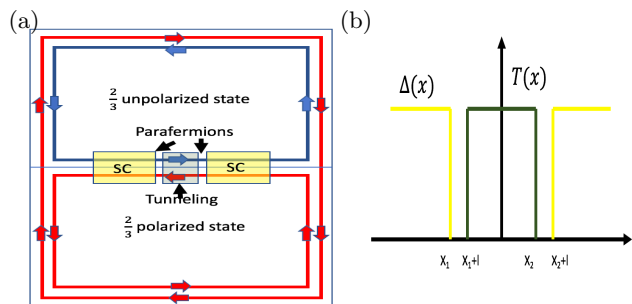 (a)
2/3 unpolarized state
Parafermions
SC
SC
Tunneling
2/3 polarized state
(b)
Δ(x)
T(x)
X₁
X₁+l
X₂
X₂+l